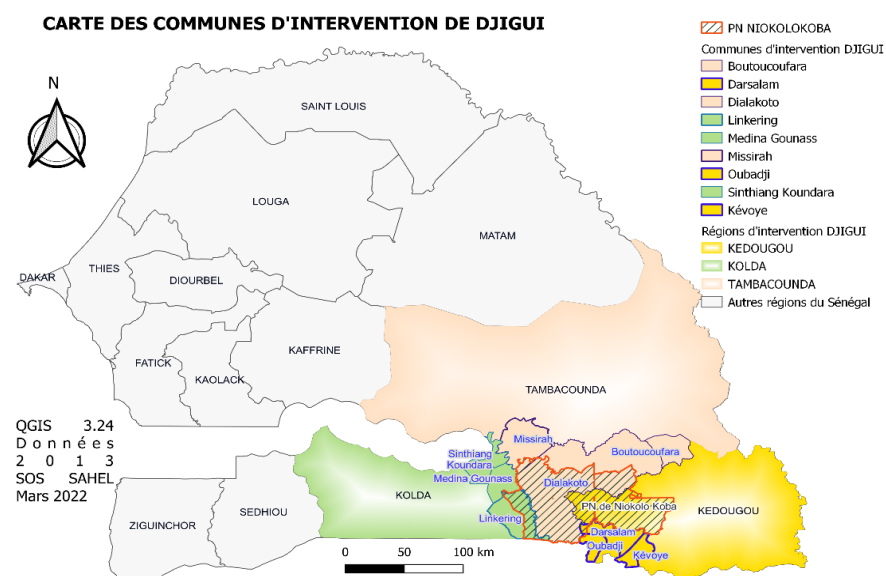 CARTE DES COMMUNES D'INTERVENTION DE DJIGUI
PN NIOKOLOKOBA
Communes d'intervention DJIGUI
Boutoucoufara
Darsalam
Dialakoto
Linkering
Medina Gounass
Missirah
Oubadji
Sinthiang Koundara
Kévoye
Régions d'intervention DJIGUI
KEDOUGOU
KOLDA
TAMBACOUNDA
Autres régions du Sénégal
N
SAINT LOUIS
LOUGA
MATAM
THIES
DAKAR
DIOURBEL
KAFFRINE
FATICK
KAOLACK
TAMBACOUNDA
Missirah
Boutoucoufara
Sinthiang
Koundara
Medina Gounass
Dialakoto
KOLDA
PN de Niokolo Koba
KEDOUGOU
Linkering
Darsalam
Oubadji
Kévoye
ZIGUINCHOR
SEDHIOU
QGIS 3.24
Données
2013
SOS SAHEL
Mars 2022
0 50 100 km